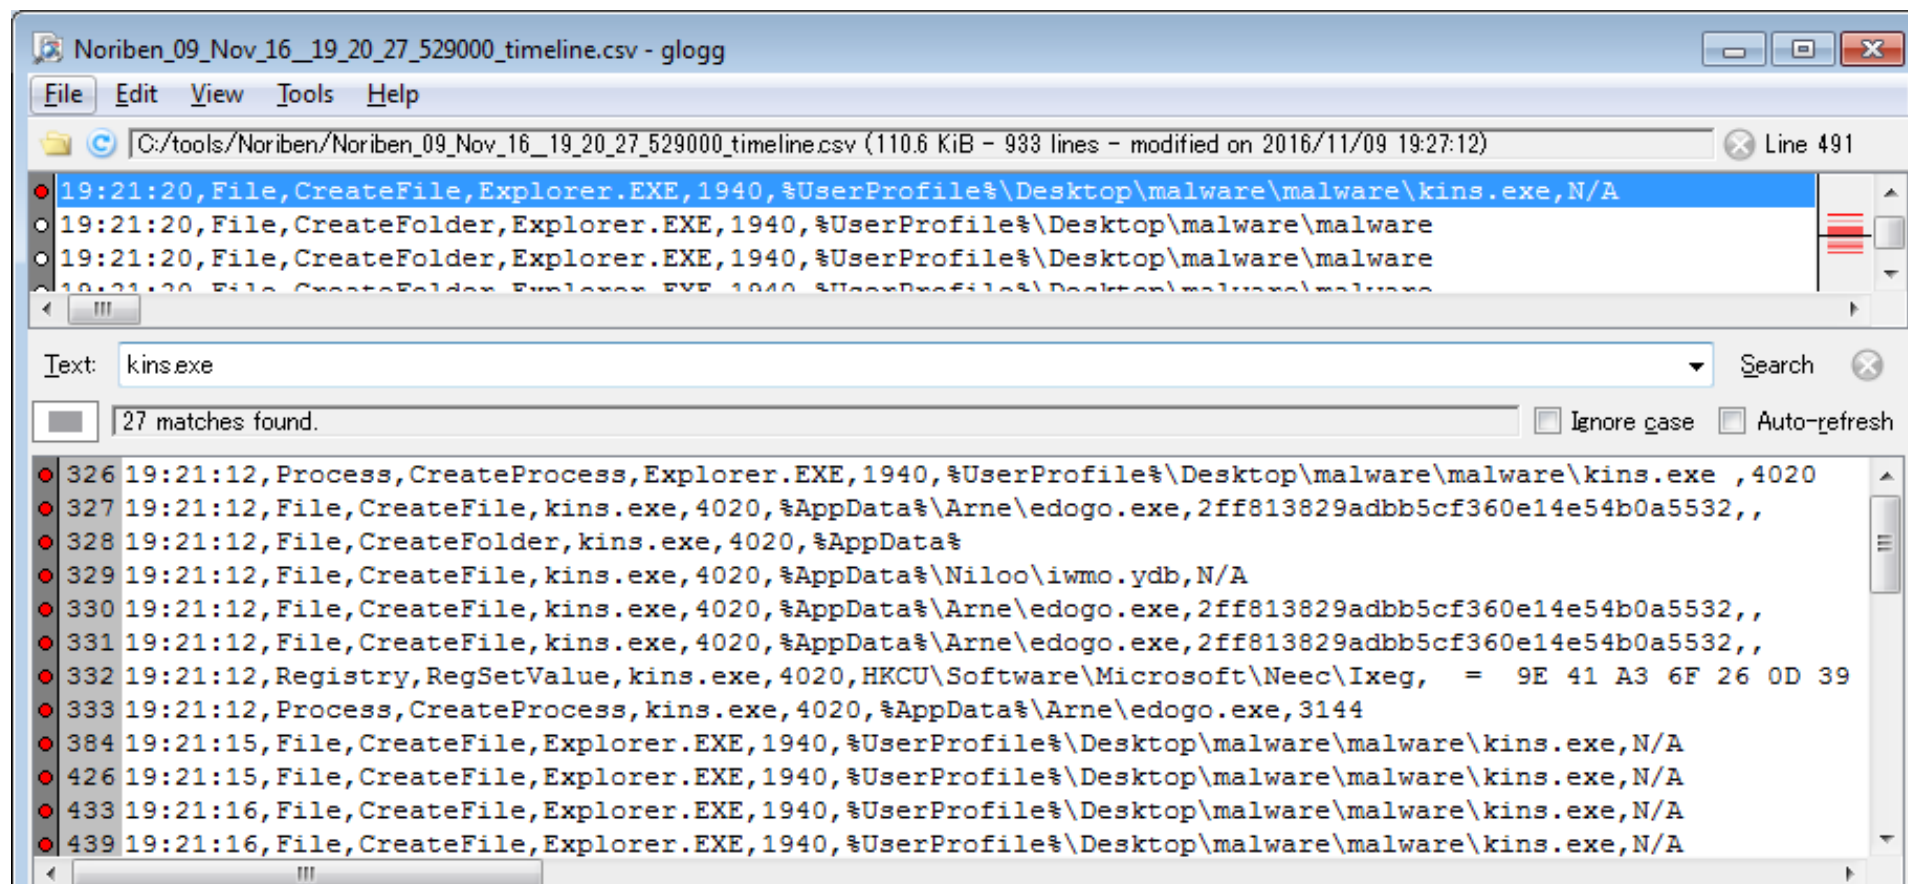 Noriben_09_Nov_16__19_20_27_529000_timeline.csv - glogg
File Edit View Tools Help
C:/tools/Noriben/Noriben_09_Nov_16__19_20_27_529000_timeline.csv (110.6 KiB - 933 lines - modified on 2016/11/09 19:27:12) Line 491
19:21:20,File,CreateFile,Explorer.EXE,1940,%UserProfile%\Desktop\malware\malware\kins.exe,N/A
19:21:20,File,CreateFolder,Explorer.EXE,1940,%UserProfile%\Desktop\malware\malware
19:21:20,File,CreateFolder,Explorer.EXE,1940,%UserProfile%\Desktop\malware\malware
19:21:20,File,CreateFolder,Explorer.EXE,1940,%UserProfile%\Desktop\malware\malware
Text: kins.exe Search
27 matches found. Ignore case Auto-refresh
326 19:21:12,Process,CreateProcess,Explorer.EXE,1940,%UserProfile%\Desktop\malware\malware\kins.exe ,4020
327 19:21:12,File,CreateFile,kins.exe,4020,%AppData%\Arne\edogo.exe,2ff813829adbb5cf360e14e54b0a5532,,
328 19:21:12,File,CreateFolder,kins.exe,4020,%AppData%
329 19:21:12,File,CreateFile,kins.exe,4020,%AppData%\Niloo\iwmo.ydb,N/A
330 19:21:12,File,CreateFile,kins.exe,4020,%AppData%\Arne\edogo.exe,2ff813829adbb5cf360e14e54b0a5532,,
331 19:21:12,File,CreateFile,kins.exe,4020,%AppData%\Arne\edogo.exe,2ff813829adbb5cf360e14e54b0a5532,,
332 19:21:12,Registry,RegSetValue,kins.exe,4020,HKCU\Software\Microsoft\Neec\Ixeg, = 9E 41 A3 6F 26 0D 39
333 19:21:12,Process,CreateProcess,kins.exe,4020,%AppData%\Arne\edogo.exe,3144
384 19:21:15,File,CreateFile,Explorer.EXE,1940,%UserProfile%\Desktop\malware\malware\kins.exe,N/A
426 19:21:15,File,CreateFile,Explorer.EXE,1940,%UserProfile%\Desktop\malware\malware\kins.exe,N/A
433 19:21:16,File,CreateFile,Explorer.EXE,1940,%UserProfile%\Desktop\malware\malware\kins.exe,N/A
439 19:21:16,File,CreateFile,Explorer.EXE,1940,%UserProfile%\Desktop\malware\malware\kins.exe,N/A